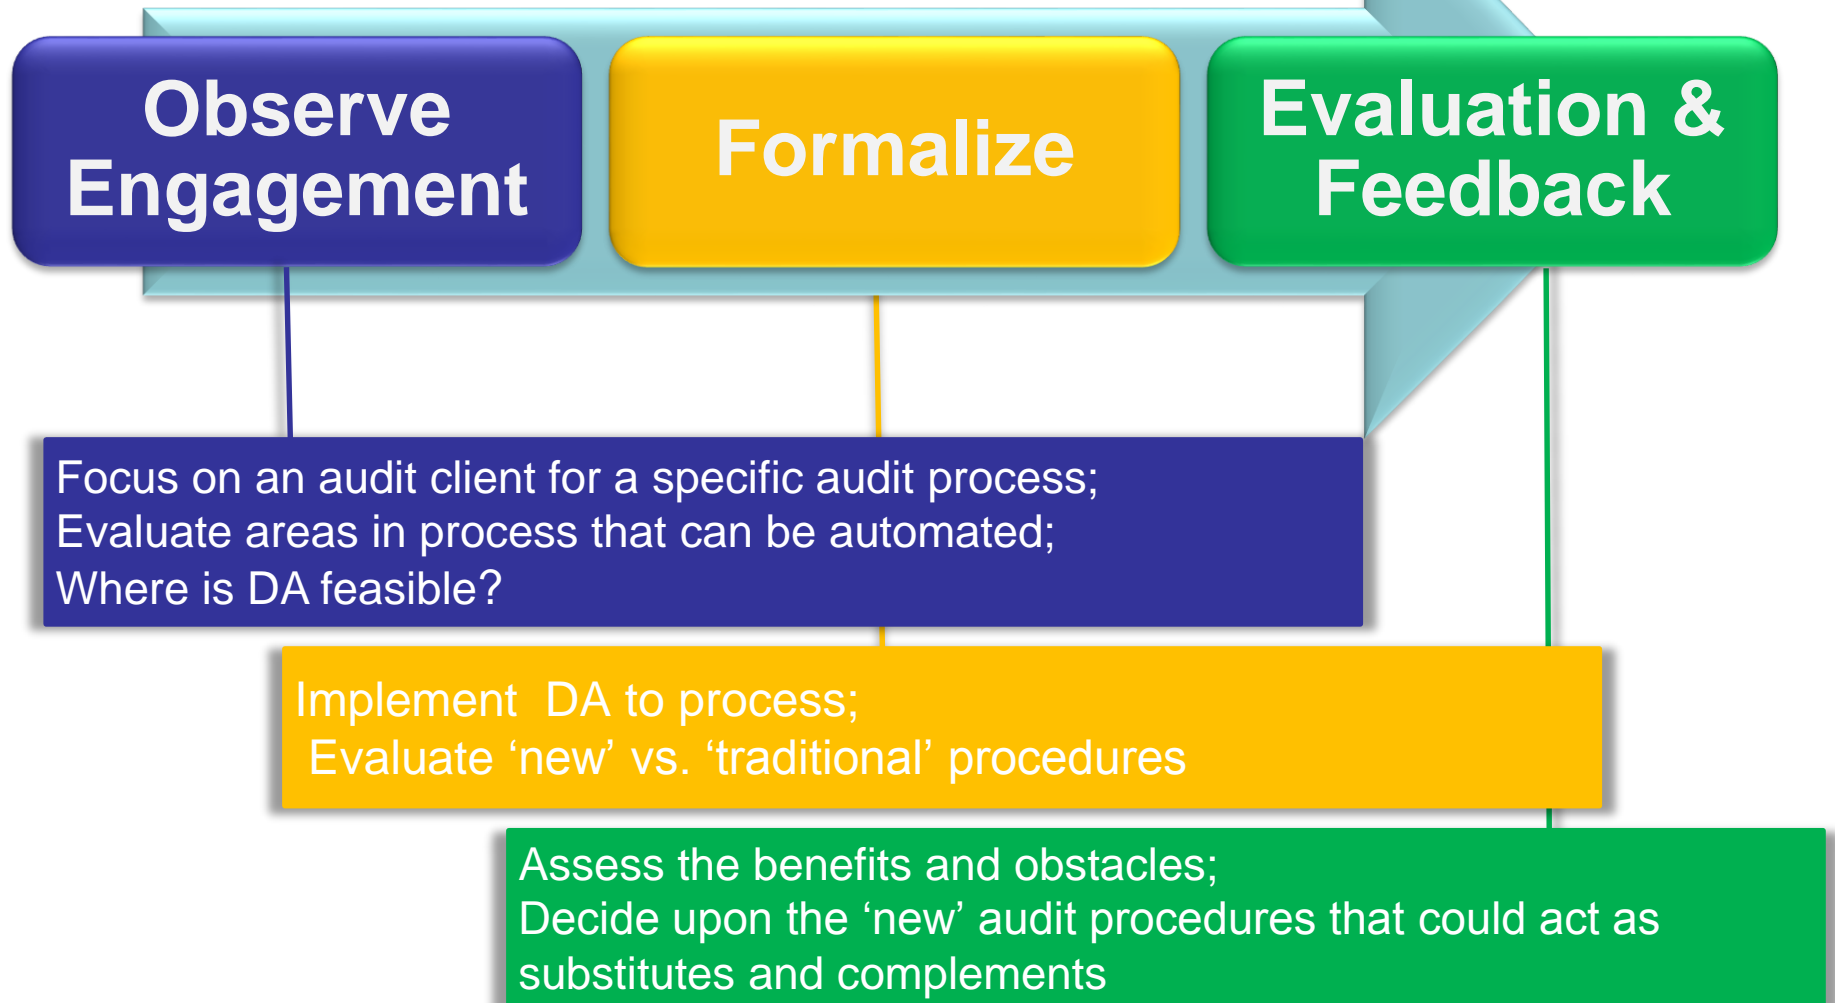 Observe
Engagement
Formalize
Evaluation &
Feedback
Focus on an audit client for a specific audit process;
Evaluate areas in process that can be automated;
Where is DA feasible?
Implement  DA to process;
Evaluate ‘new’ vs. ‘traditional’ procedures
Assess the benefits and obstacles;
Decide upon the ‘new’ audit procedures that could act as
substitutes and complements